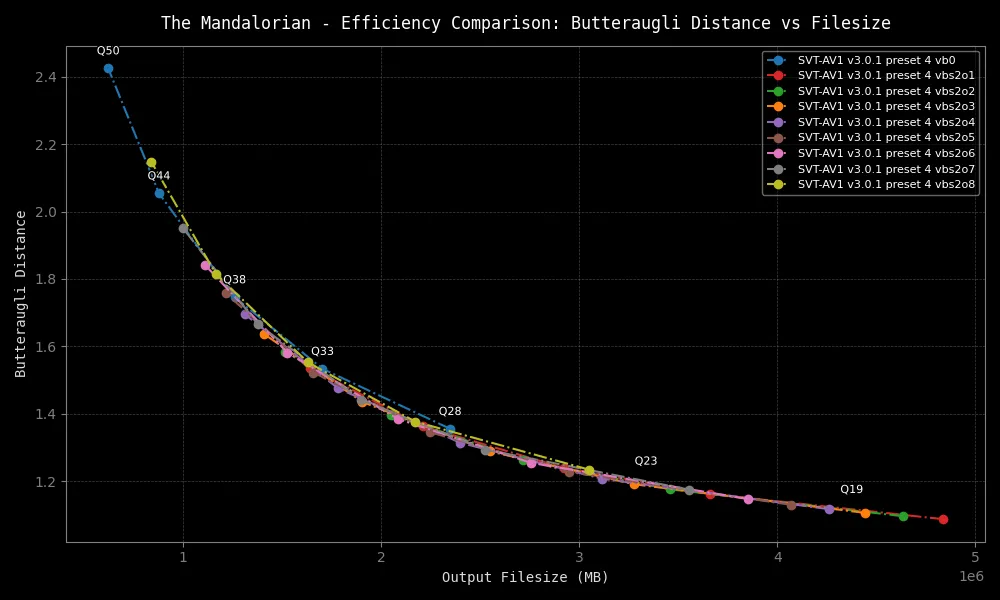 The Mandalorian - Efficiency Comparison: Butteraugli Distance vs Filesize
Q50
SVT-AV1 v3.0.1 preset 4 vb0
SVT-AV1 v3.0.1 preset 4 vbs2o1
SVT-AV1 v3.0.1 preset 4 vbs2o2
SVT-AV1 v3.0.1 preset 4 vbs2o3
SVT-AV1 v3.0.1 preset 4 vbs2o4
SVT-AV1 v3.0.1 preset 4 vbs2o5
SVT-AV1 v3.0.1 preset 4 vbs2o6
SVT-AV1 v3.0.1 preset 4 vbs2o7
SVT-AV1 v3.0.1 preset 4 vbs2o8
2.4
2.2
Q44
2.0
1.8
Q38
1.6
Q33
1.4
Q28
Q23
1.2
Q19
Butteraugli Distance
1
2
3
4
5
1e6
Output Filesize (MB)